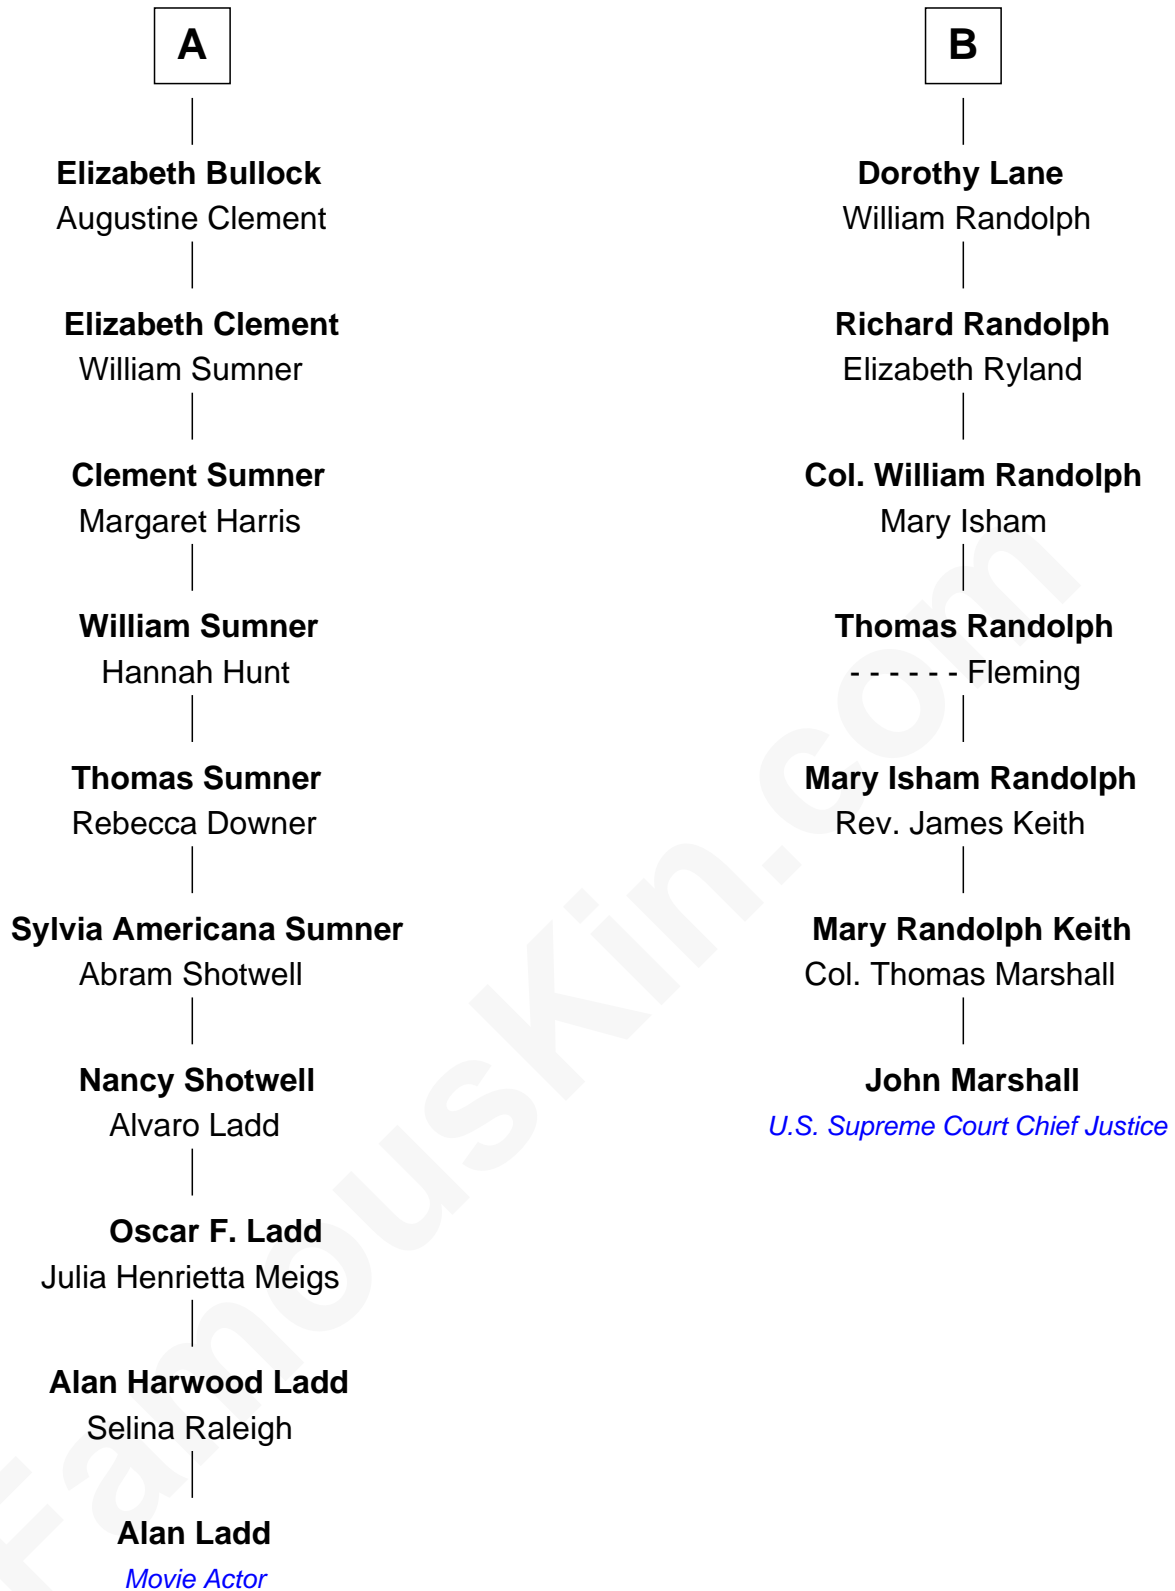 A
Elizabeth Bullock
Augustine Clement
Elizabeth Clement
William Sumner
Clement Sumner
Margaret Harris
William Sumner
Hannah Hunt
Thomas Sumner
Rebecca Downer
Sylvia Americana Sumner
Abram Shotwell
Nancy Shotwell
Alvaro Ladd
Oscar F. Ladd
Julia Henrietta Meigs
Alan Harwood Ladd
Selina Raleigh
Alan Ladd
Movie Actor
B
Dorothy Lane
William Randolph
Richard Randolph
Elizabeth Ryland
Col. William Randolph
Mary Isham
Thomas Randolph
- - - - - - Fleming
Mary Isham Randolph
Rev. James Keith
Mary Randolph Keith
Col. Thomas Marshall
John Marshall
U.S. Supreme Court Chief Justice
FamousKin.com